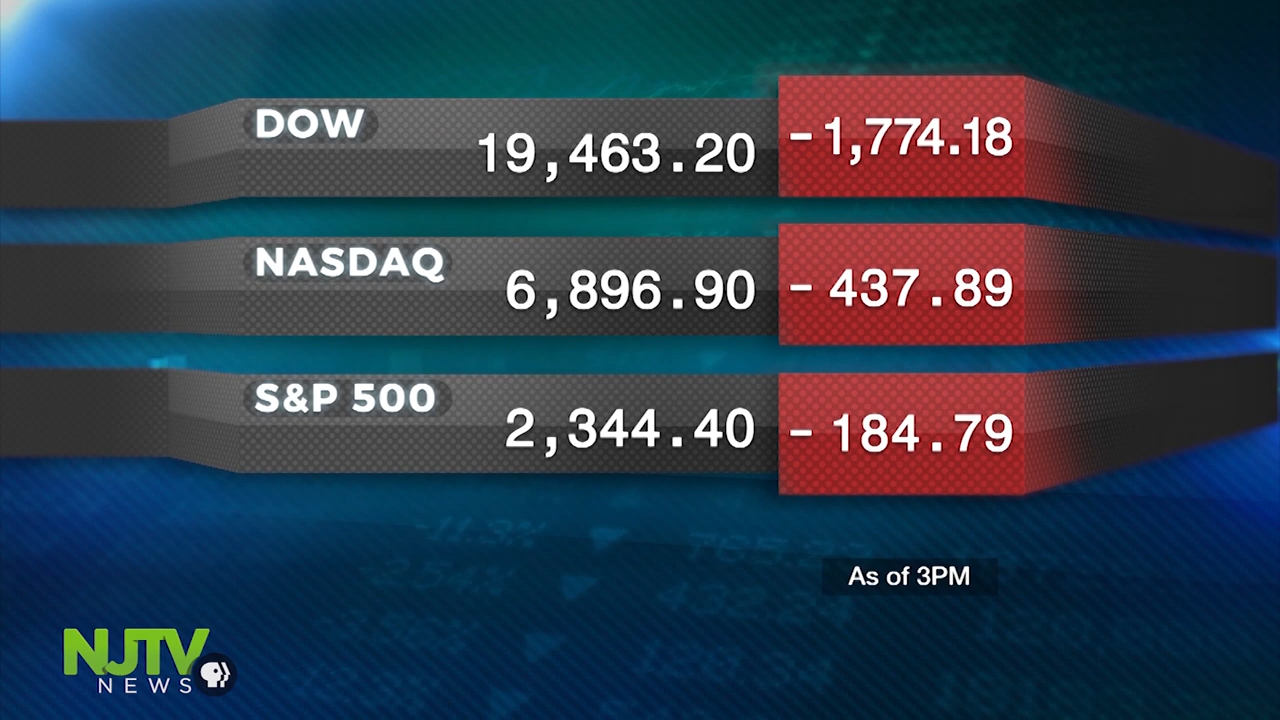 DOW 19,463.20 -1,774.18
NASDAQ 6,896.90 - 437.89
S&P 500 2,344.40 - 184.79
As of 3PM
NJTV
NEWS